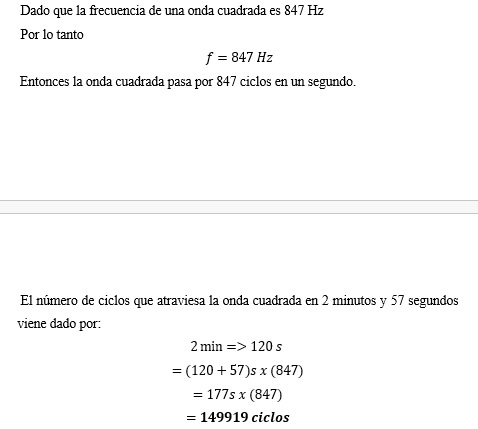 Dado que la frecuencia de una onda cuadrada es 847 Hz
Por lo tanto
f = 847 Hz
Entonces la onda cuadrada pasa por 847 ciclos en un segundo.
El número de ciclos que atraviesa la onda cuadrada en 2 minutos y 57 segundos
viene dado por:
2 min => 120 s
= (120 + 57)s x (847)
= 177s x (847)
= 149919 ciclos